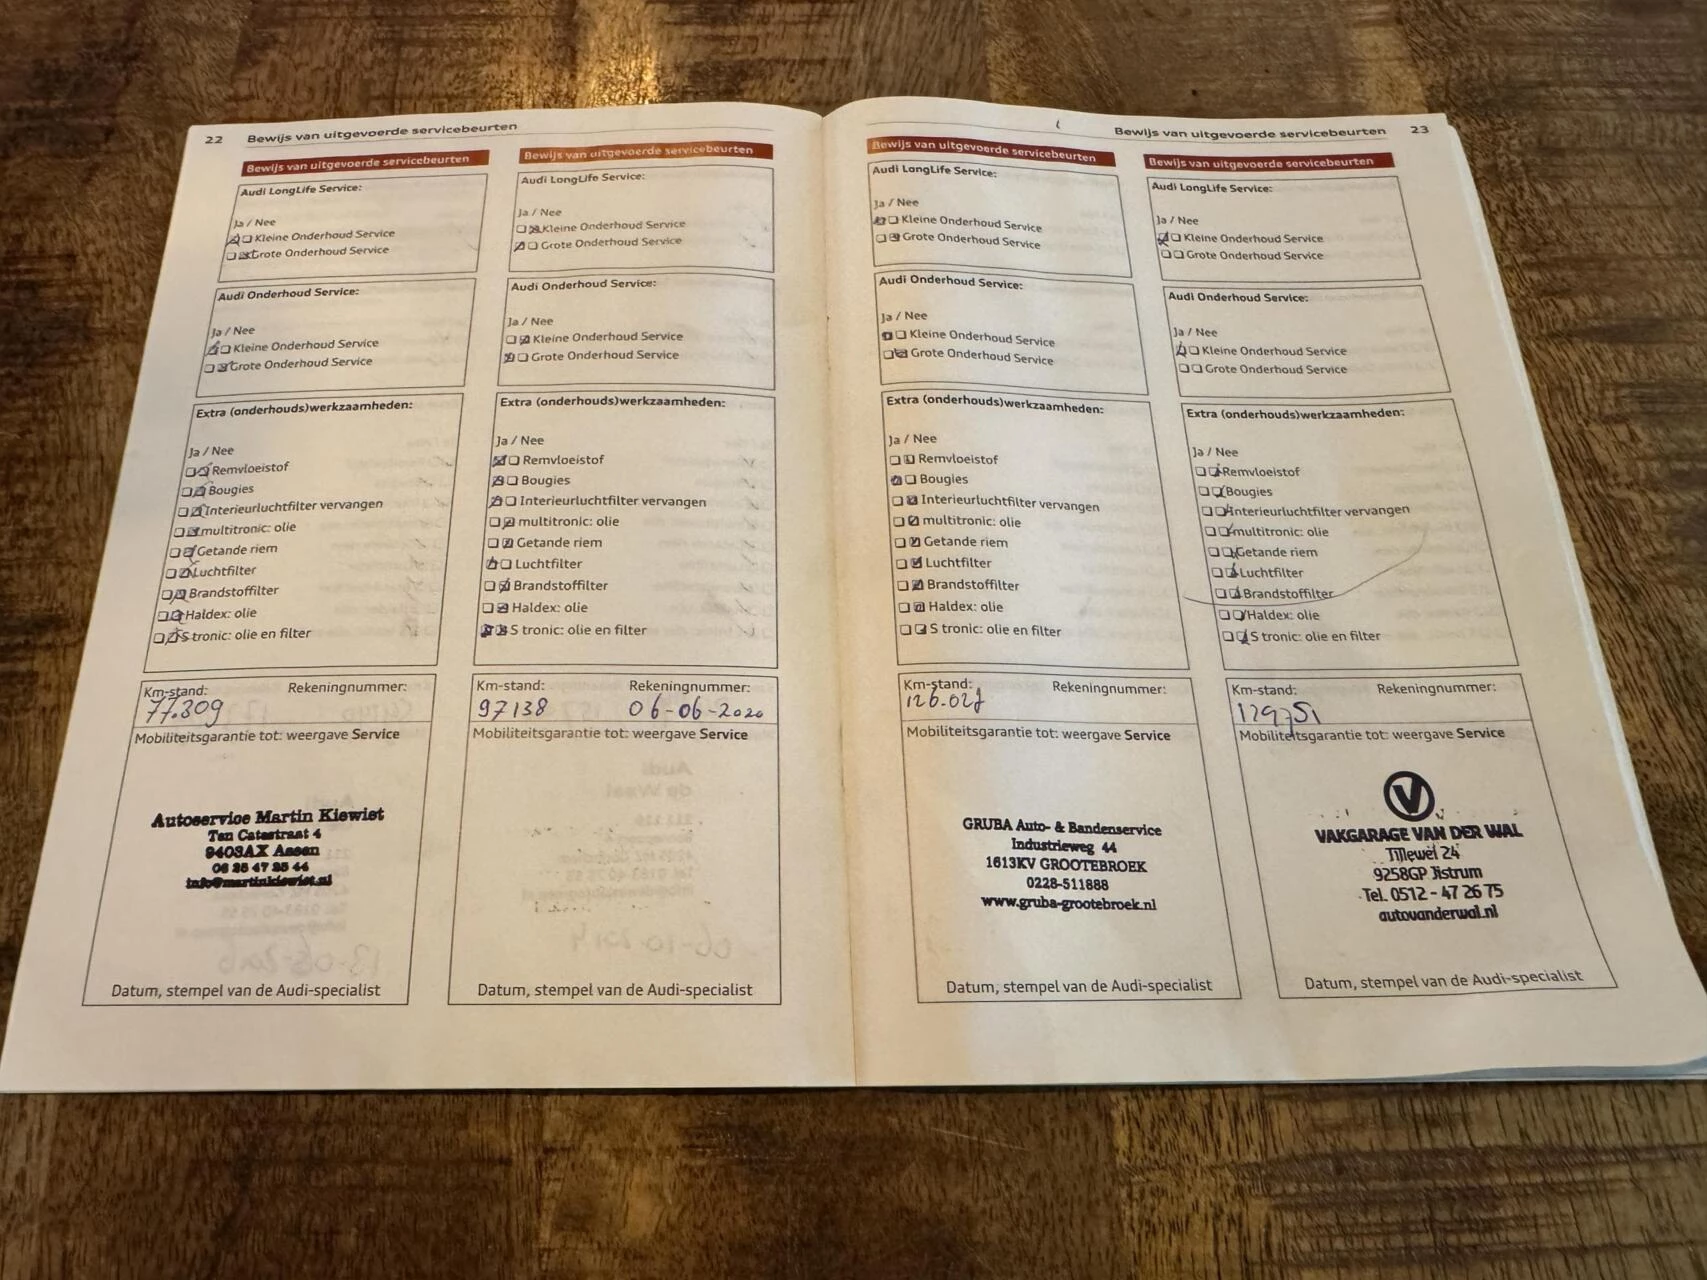 22 Bewijs van uitgevoerde servicebeurten
Bewijs van uitgevoerde servicebeurten
Audi LongLife Service:
Ja / Nee
Kleine Onderhoud Service
Grote Onderhoud Service
Audi Onderhoud Service:
Ja / Nee
Kleine Onderhoud Service
Grote Onderhoud Service
Extra (onderhouds)werkzaamheden:
Ja / Nee
Remvloeistof
Bougies
Interieurluchtfilter vervangen
multitronic: olie
Getande riem
Luchtfilter
Brandstoffilter
Haldex: olie
S tronic: olie en filter
Km-stand: Rekeningnummer:
77.309
Mobiliteitsgarantie tot: weergave Service
Autoservice Martin Kiewiet
Ten Catestraat 4
9403AX Assen
06 25 47 25 44
info@martinkiewiet.nl
Datum, stempel van de Audi-specialist
Bewijs van uitgevoerde servicebeurten
Audi LongLife Service:
Ja / Nee
Kleine Onderhoud Service
Grote Onderhoud Service
Audi Onderhoud Service:
Ja / Nee
Kleine Onderhoud Service
Grote Onderhoud Service
Extra (onderhouds)werkzaamheden:
Ja / Nee
Remvloeistof
Bougies
Interieurluchtfilter vervangen
multitronic: olie
Getande riem
Luchtfilter
Brandstoffilter
Haldex: olie
S tronic: olie en filter
Km-stand: Rekeningnummer:
97138 06-06-2020
Mobiliteitsgarantie tot: weergave Service
Datum, stempel van de Audi-specialist
Bewijs van uitgevoerde servicebeurten 23
Bewijs van uitgevoerde servicebeurten
Audi LongLife Service:
Ja / Nee
Kleine Onderhoud Service
Grote Onderhoud Service
Audi Onderhoud Service:
Ja / Nee
Kleine Onderhoud Service
Grote Onderhoud Service
Extra (onderhouds)werkzaamheden:
Ja / Nee
Remvloeistof
Bougies
Interieurluchtfilter vervangen
multitronic: olie
Getande riem
Luchtfilter
Brandstoffilter
Haldex: olie
S tronic: olie en filter
Km-stand: Rekeningnummer:
Mobiliteitsgarantie tot: weergave Service
GRUBA Auto- & Bandenservice
Industrieweg 44
1613KV GROOTEBROEK
0228-511888
www.gruba-grootebroek.nl
Datum, stempel van de Audi-specialist
Bewijs van uitgevoerde servicebeurten
Audi LongLife Service:
Ja / Nee
Kleine Onderhoud Service
Grote Onderhoud Service
Audi Onderhoud Service:
Ja / Nee
Kleine Onderhoud Service
Grote Onderhoud Service
Extra (onderhouds)werkzaamheden:
Ja / Nee
Remvloeistof
Bougies
Interieurluchtfilter vervangen
multitronic: olie
Getande riem
Luchtfilter
Brandstoffilter
Haldex: olie
S tronic: olie en filter
Km-stand: Rekeningnummer:
129751
Mobiliteitsgarantie tot: weergave Service
V
VAKGARAGE VAN DER WAL
Tillewei 24
9258GP Jistrum
Tel. 0512 - 47 26 75
autovanderwal.nl
Datum, stempel van de Audi-specialist